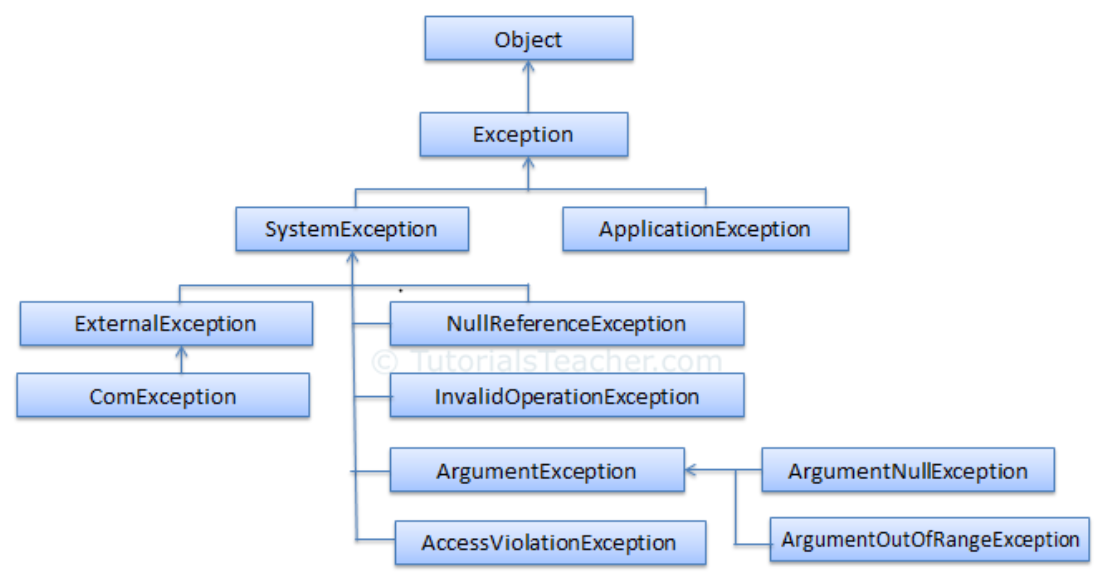 Object
Exception
SystemException
ApplicationException
ExternalException
NullReferenceException
© TutorialsTeacher.com
ComException
InvalidOperationException
ArgumentException
ArgumentNullException
AccessViolationException
ArgumentOutOfRangeException